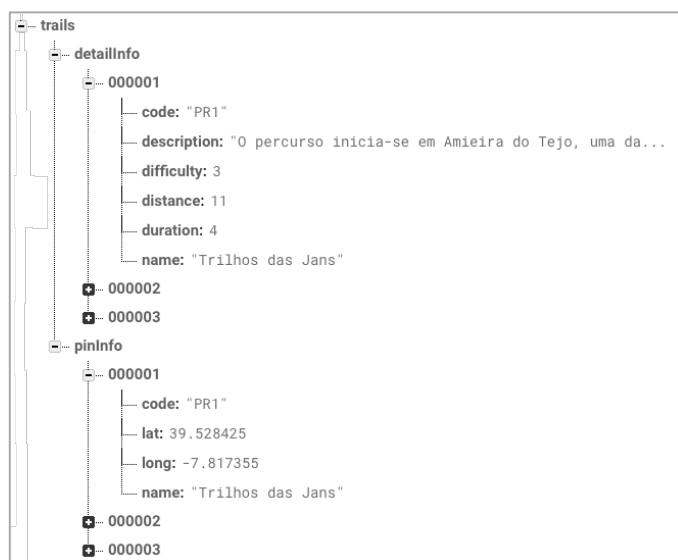 trails
detailInfo
000001
code: "PR1"
description: "O percurso inicia-se em Amieira do Tejo, uma da...
difficulty: 3
distance: 11
duration: 4
name: "Trilhos das Jans"
000002
000003
pinInfo
000001
code: "PR1"
lat: 39.528425
long: -7.817355
name: "Trilhos das Jans"
000002
000003